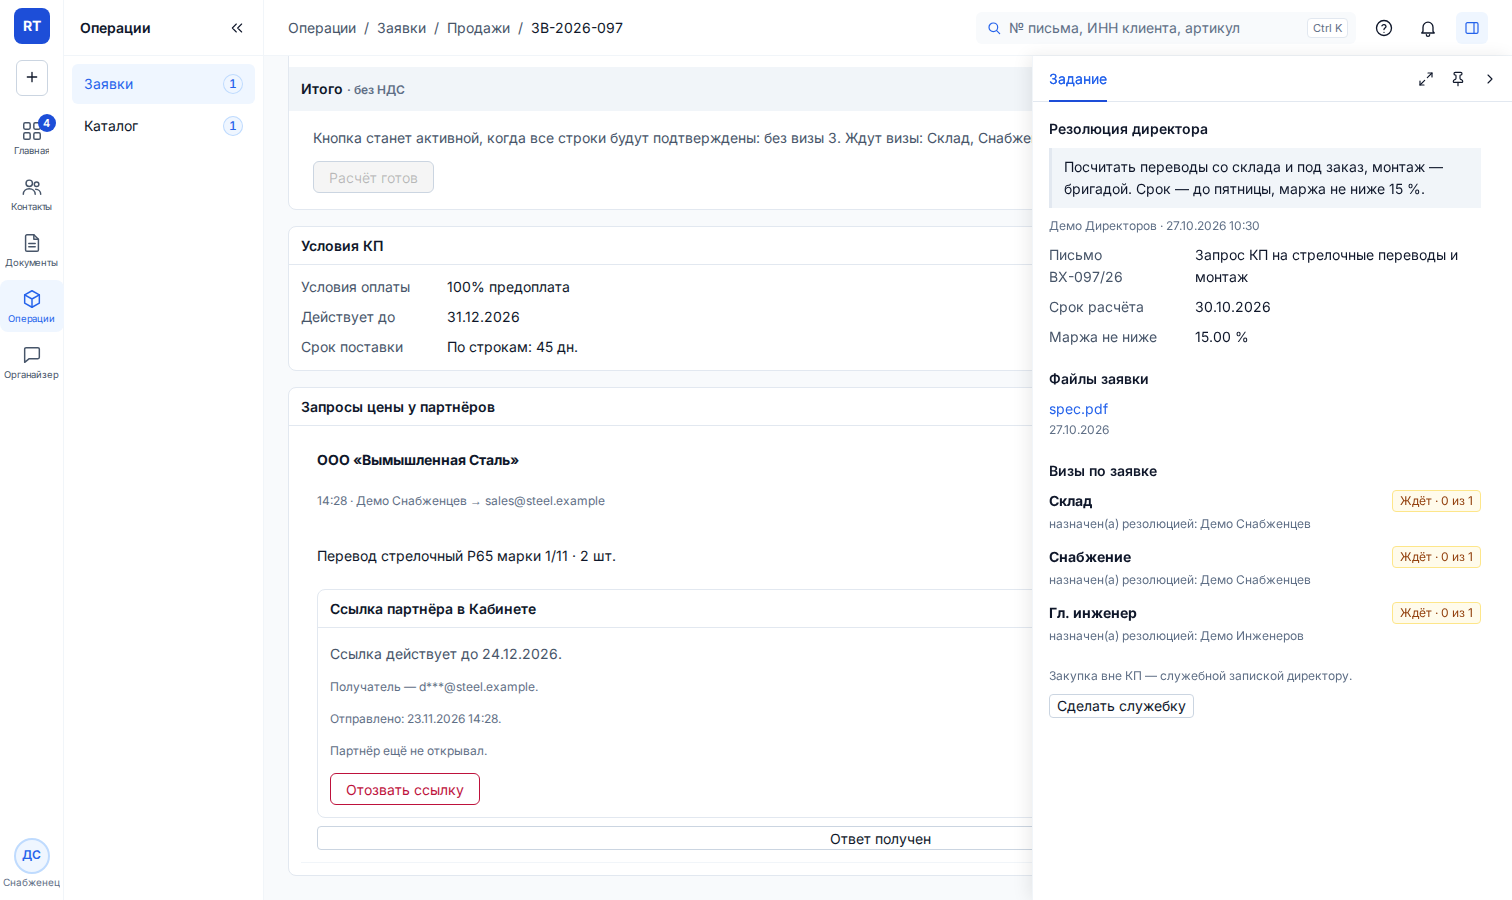 RT
Операции
Операции / Заявки / Продажи / ЗВ-2026-097
№ письма, ИНН клиента, артикул
Ctrl K
4
Главная
Контакты
Документы
Операции
Органайзер
ДС
Снабженец
Заявки 1
Каталог 1
Итого · без НДС
Кнопка станет активной, когда все строки будут подтверждены: без визы 3. Ждут визы: Склад, Снабже
Расчёт готов
Условия КП
Условия оплаты 100% предоплата
Действует до 31.12.2026
Срок поставки По строкам: 45 дн.
Запросы цены у партнёров
ООО «Вымышленная Сталь»
14:28 · Демо Снабженцев → sales@steel.example
Перевод стрелочный Р65 марки 1/11 · 2 шт.
Ссылка партнёра в Кабинете
Ссылка действует до 24.12.2026.
Получатель — d***@steel.example.
Отправлено: 23.11.2026 14:28.
Партнёр ещё не открывал.
Отозвать ссылку
Ответ получен
Задание
Резолюция директора
Посчитать переводы со склада и под заказ, монтаж —
бригадой. Срок — до пятницы, маржа не ниже 15 %.
Демо Директоров · 27.10.2026 10:30
Письмо Запрос КП на стрелочные переводы и
ВХ-097/26 монтаж
Срок расчёта 30.10.2026
Маржа не ниже 15.00 %
Файлы заявки
spec.pdf
27.10.2026
Визы по заявке
Склад Ждёт · 0 из 1
назначен(а) резолюцией: Демо Снабженцев
Снабжение Ждёт · 0 из 1
назначен(а) резолюцией: Демо Снабженцев
Гл. инженер Ждёт · 0 из 1
назначен(а) резолюцией: Демо Инженеров
Закупка вне КП — служебной запиской директору.
Сделать служебку